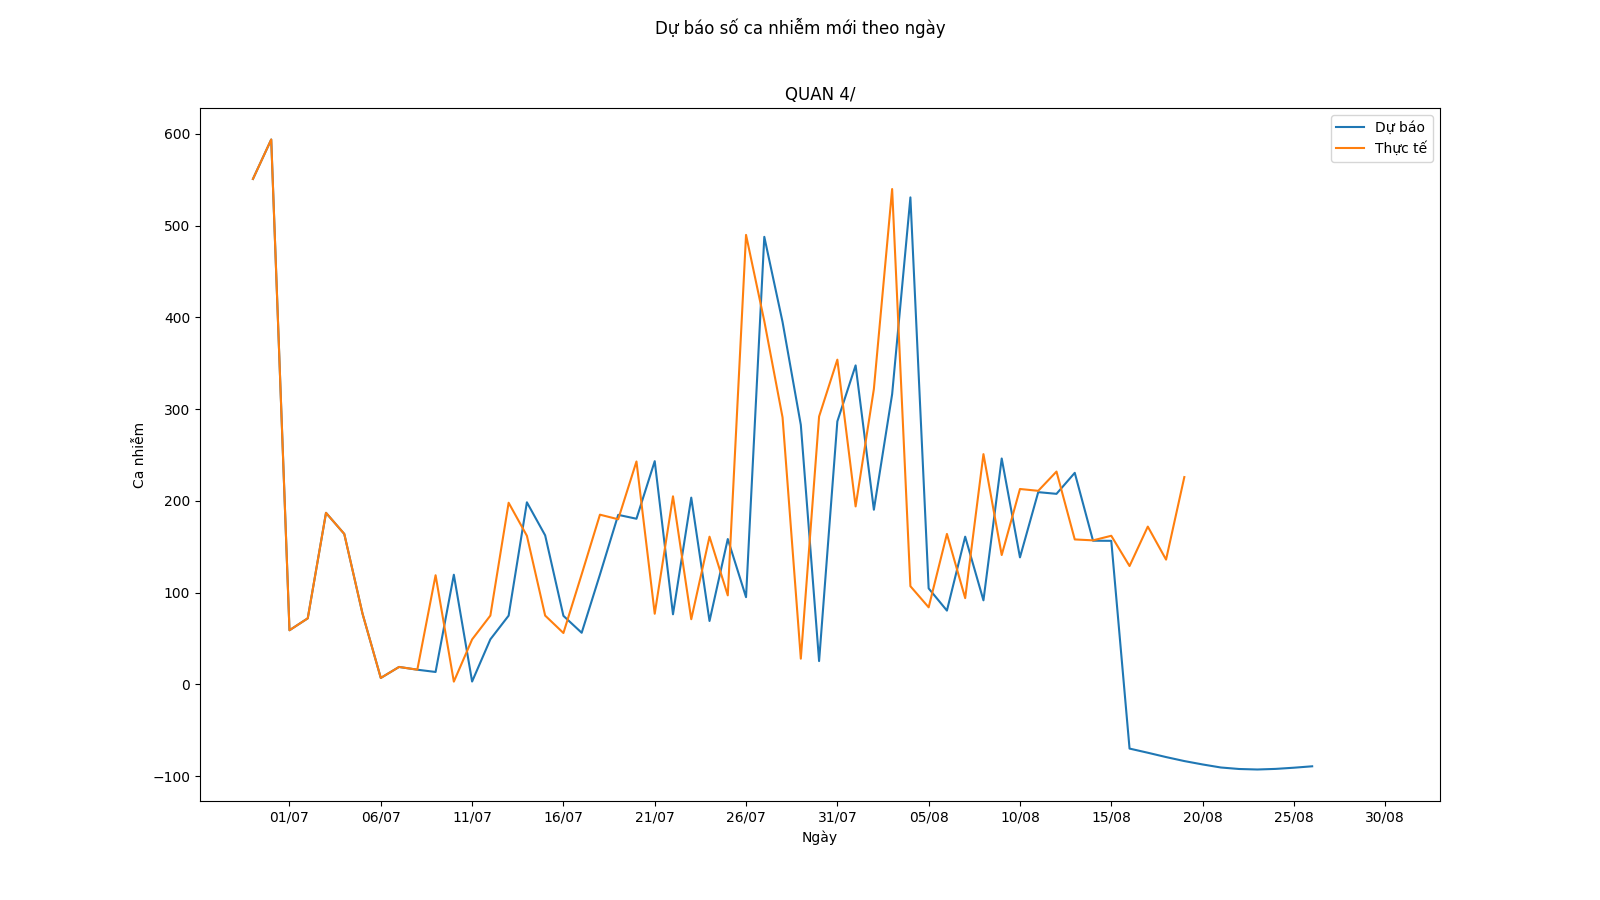 Dự báo số ca nhiễm mới theo ngày
QUAN 4/
Dự báo
Thực tế
Ca nhiễm
600
500
400
300
200
100
0
−100
01/07 06/07 11/07 16/07 21/07 26/07 31/07 05/08 10/08 15/08 20/08 25/08 30/08
Ngày